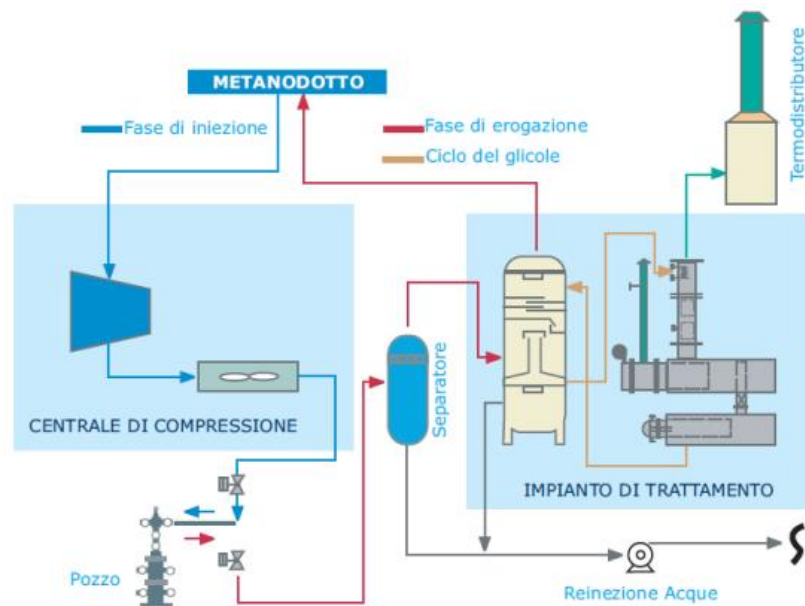 METANODOTTO
Fase di iniezione
Fase di erogazione
Ciclo del glicole
Termodistributore
CENTRALE DI COMPRESSIONE
Separatore
IMPIANTO DI TRATTAMENTO
Pozzo
Reinezione Acque